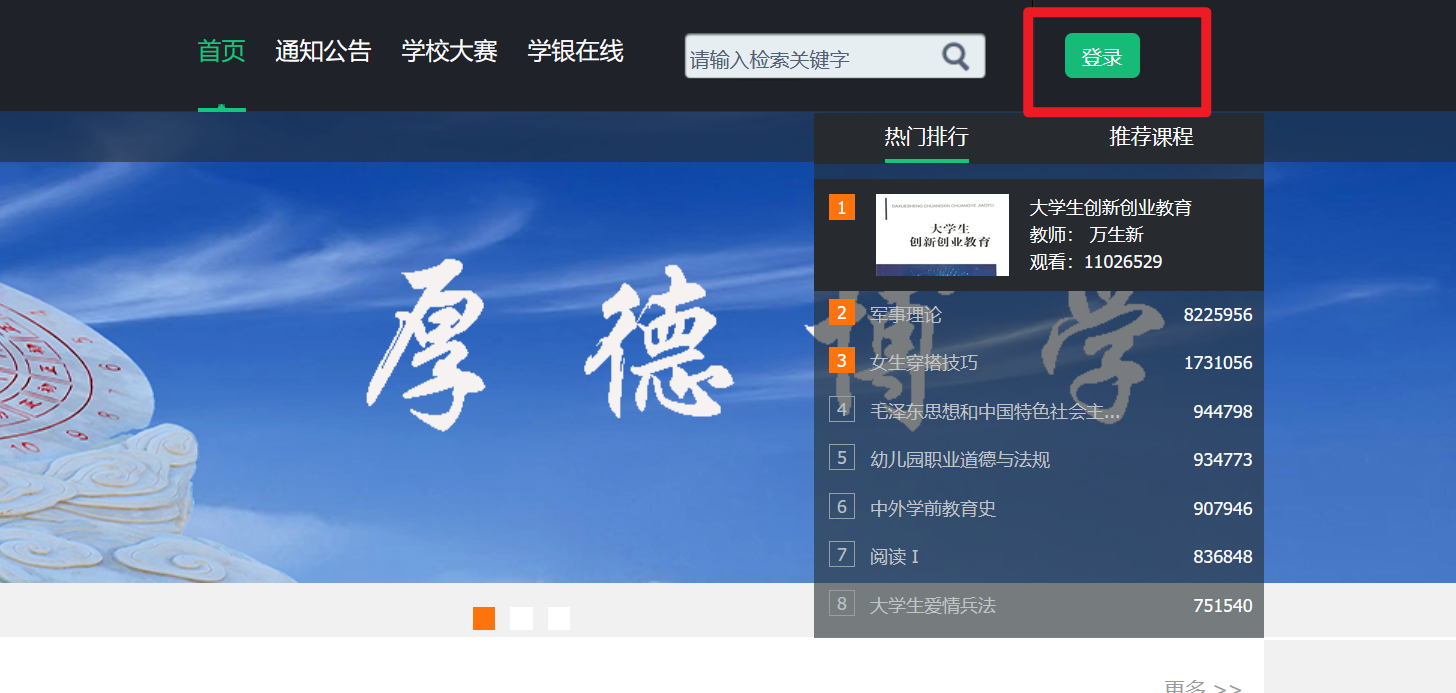 首页 通知公告 学校大赛 学银在线 请输入检索关键字 登录
热门排行 推荐课程
1 大学生创新创业教育
DAXUESHENG CHUANGXIN CHUANGYE JIAOYU
大学生
创新创业教育
教师： 万生新
观看：11026529
厚 德 博 学
2 军事理论 8225956
3 女生穿搭技巧 1731056
4 毛泽东思想和中国特色社会主... 944798
5 幼儿园职业道德与法规 934773
6 中外学前教育史 907946
7 阅读 I 836848
8 大学生爱情兵法 751540
更多 >>